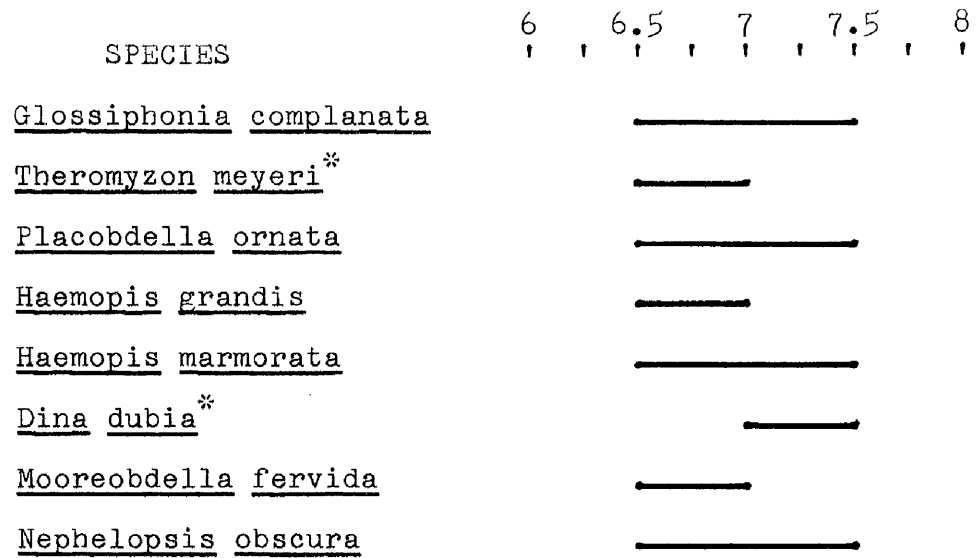 6 6.5 7 7.5 8
SPECIES
Glossiphonia complanata
Theromyzon meyeri*
Placobdella ornata
Haemopis grandis
Haemopis marmorata
Dina dubia*
Mooreobdella fervida
Nephelopsis obscura